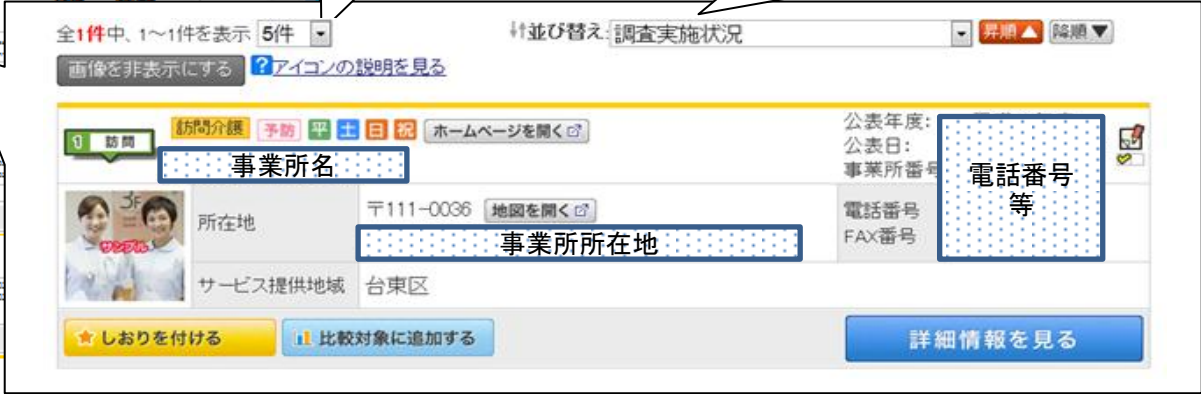 全1件中、1～1件を表示 5件 並び替え: 調査実施状況 昇順▲ 降順▼
画像を非表示にする ?アイコンの説明を見る
1 訪問 訪問介護 予防 平 土 日 祝 ホームページを開く 公表年度:
公表日:
事業所名 事業所番号
電話番号等
3F サンプル 所在地 〒111-0036 地図を開く 電話番号
事業所所在地 FAX番号
サービス提供地域 台東区
しおりを付ける 比較対象に追加する 詳細情報を見る